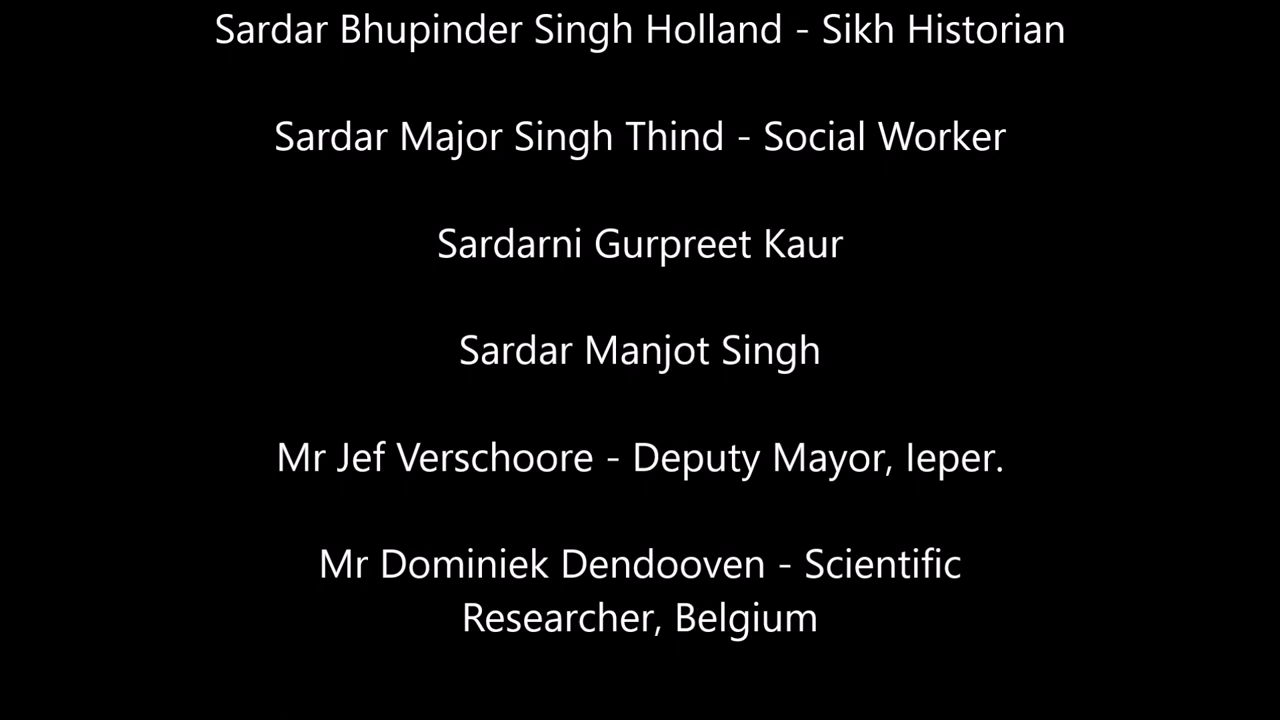 Sardar Bhupinder Singh Holland - Sikh Historian
Sardar Major Singh Thind - Social Worker
Sardarni Gurpreet Kaur
Sardar Manjot Singh
Mr Jef Verschoore - Deputy Mayor, Ieper.
Mr Dominiek Dendooven - Scientific
Researcher, Belgium